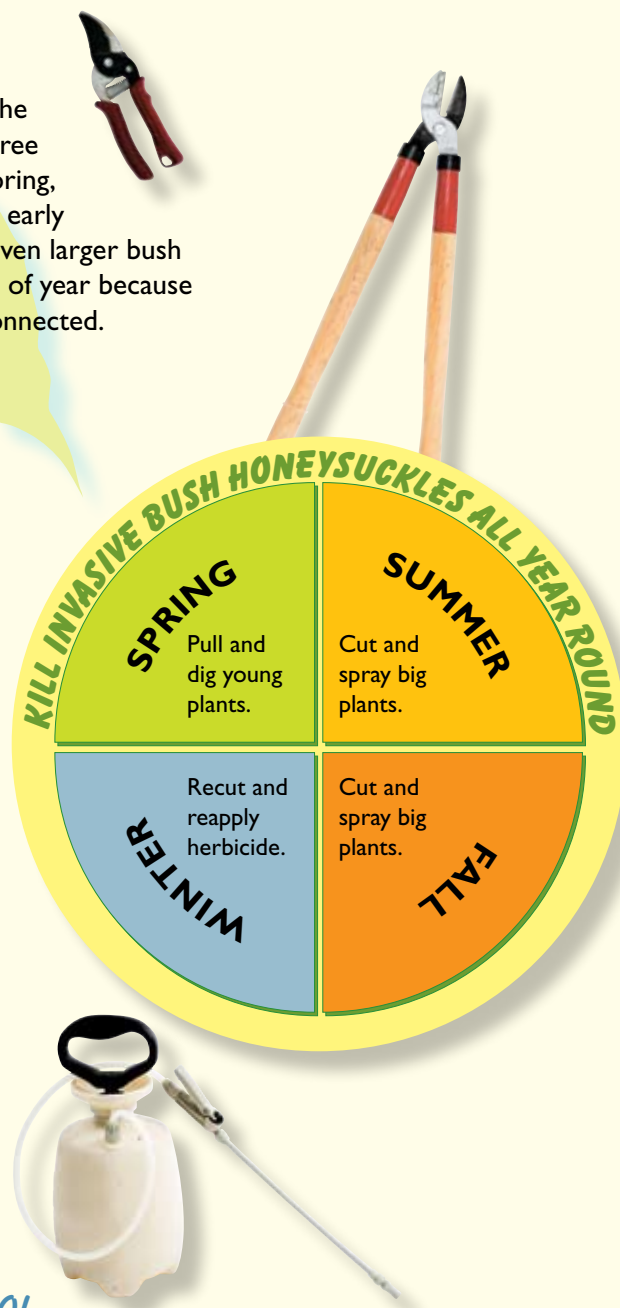 he
ree
oring,
early
ven larger bush
of year because
onnected.
KILL INVASIVE BUSH HONEYSUCKLES ALL YEAR ROUND
SPRING
Pull and
dig young
plants.
SUMMER
Cut and
spray big
plants.
WINTER
Recut and
reapply
herbicide.
FALL
Cut and
spray big
plants.